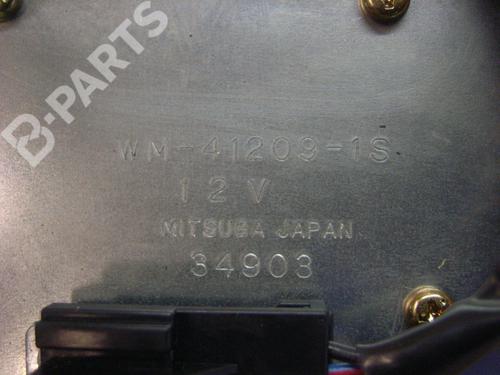 B-PARTS
WM-41209-1S
12V
MITSUBA JAPAN
34903